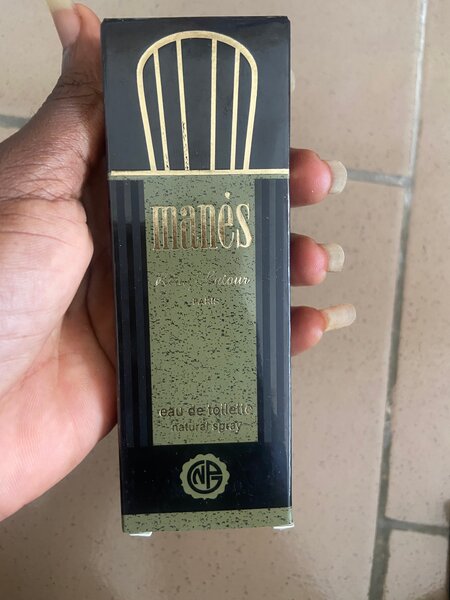 manès
PARIS
eau de toilette
natural spray